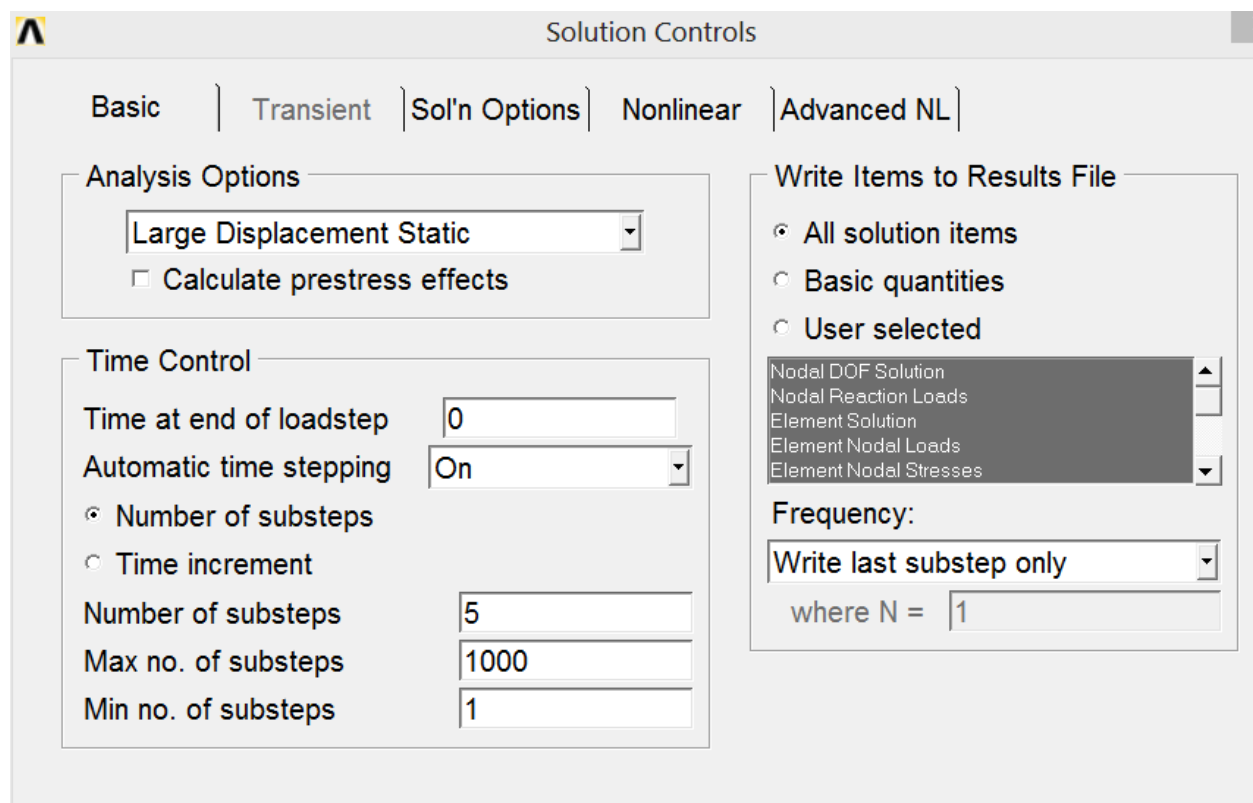 Solution Controls
Basic Transient Sol'n Options Nonlinear Advanced NL
Analysis Options
Large Displacement Static
Calculate prestress effects
Time Control
Time at end of loadstep 0
Automatic time stepping On
Number of substeps
Time increment
Number of substeps 5
Max no. of substeps 1000
Min no. of substeps 1
Write Items to Results File
All solution items
Basic quantities
User selected
Nodal DOF Solution
Nodal Reaction Loads
Element Solution
Element Nodal Loads
Element Nodal Stresses
Frequency:
Write last substep only
where N = 1